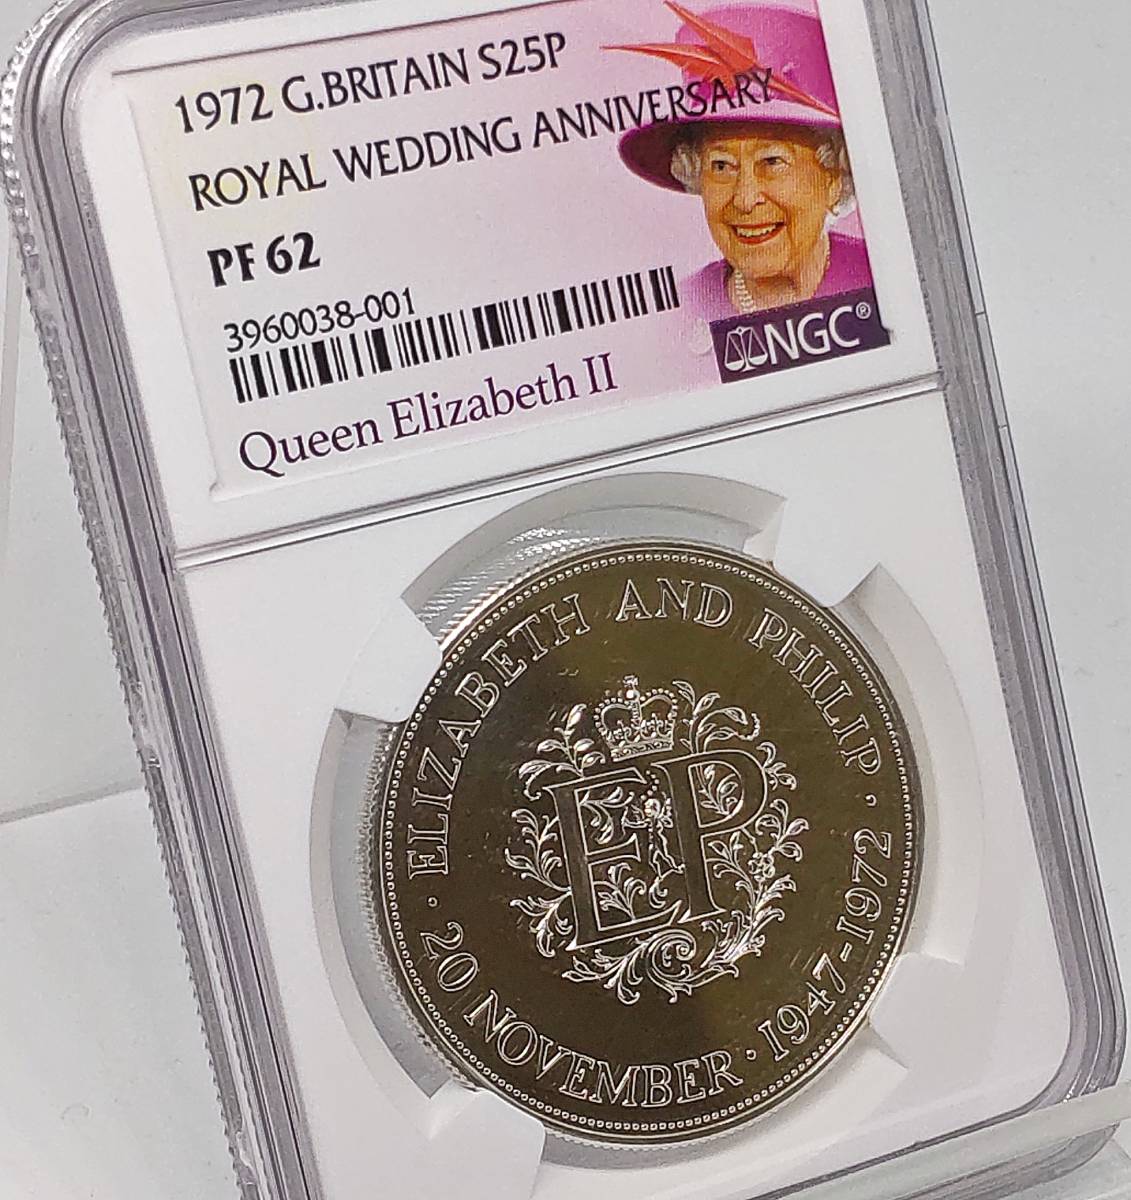 1972 G.BRITAIN S25P
ROYAL WEDDING ANNIVERSARY
PF 62
3960038-001
NGC®
Queen Elizabeth II
· ELIZABETH AND PHILIP ·
EP
20 NOVEMBER · 1947-1972